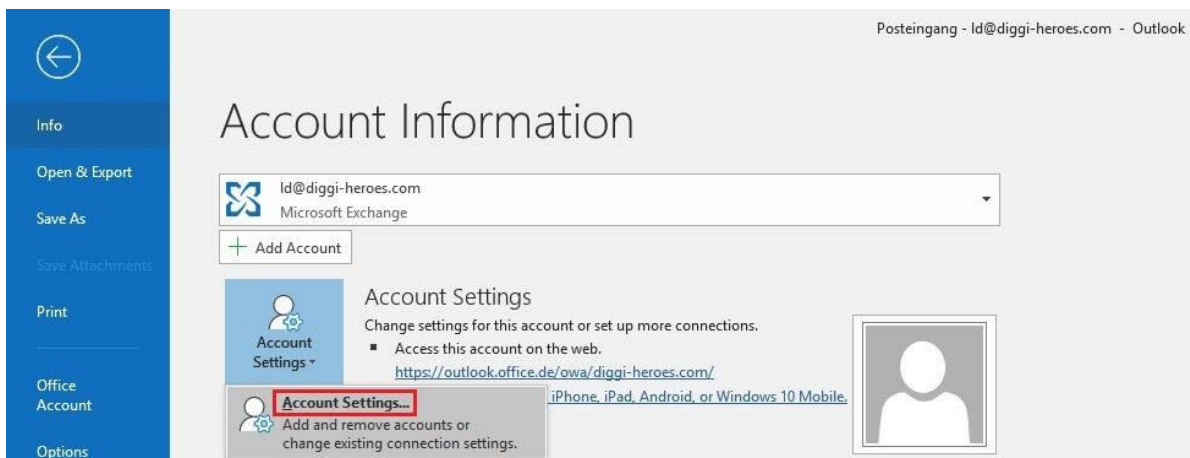 Posteingang - ld@diggi-heroes.com - Outlook
Info
Open & Export
Save As
Save Attachments
Print
Office
Account
Options
Account Information
ld@diggi-heroes.com
Microsoft Exchange
Add Account
Account
Settings
Account Settings
Change settings for this account or set up more connections.
Access this account on the web.
https://outlook.office.de/owa/diggi-heroes.com/
iPhone, iPad, Android, or Windows 10 Mobile.
Account Settings...
Add and remove accounts or
change existing connection settings.